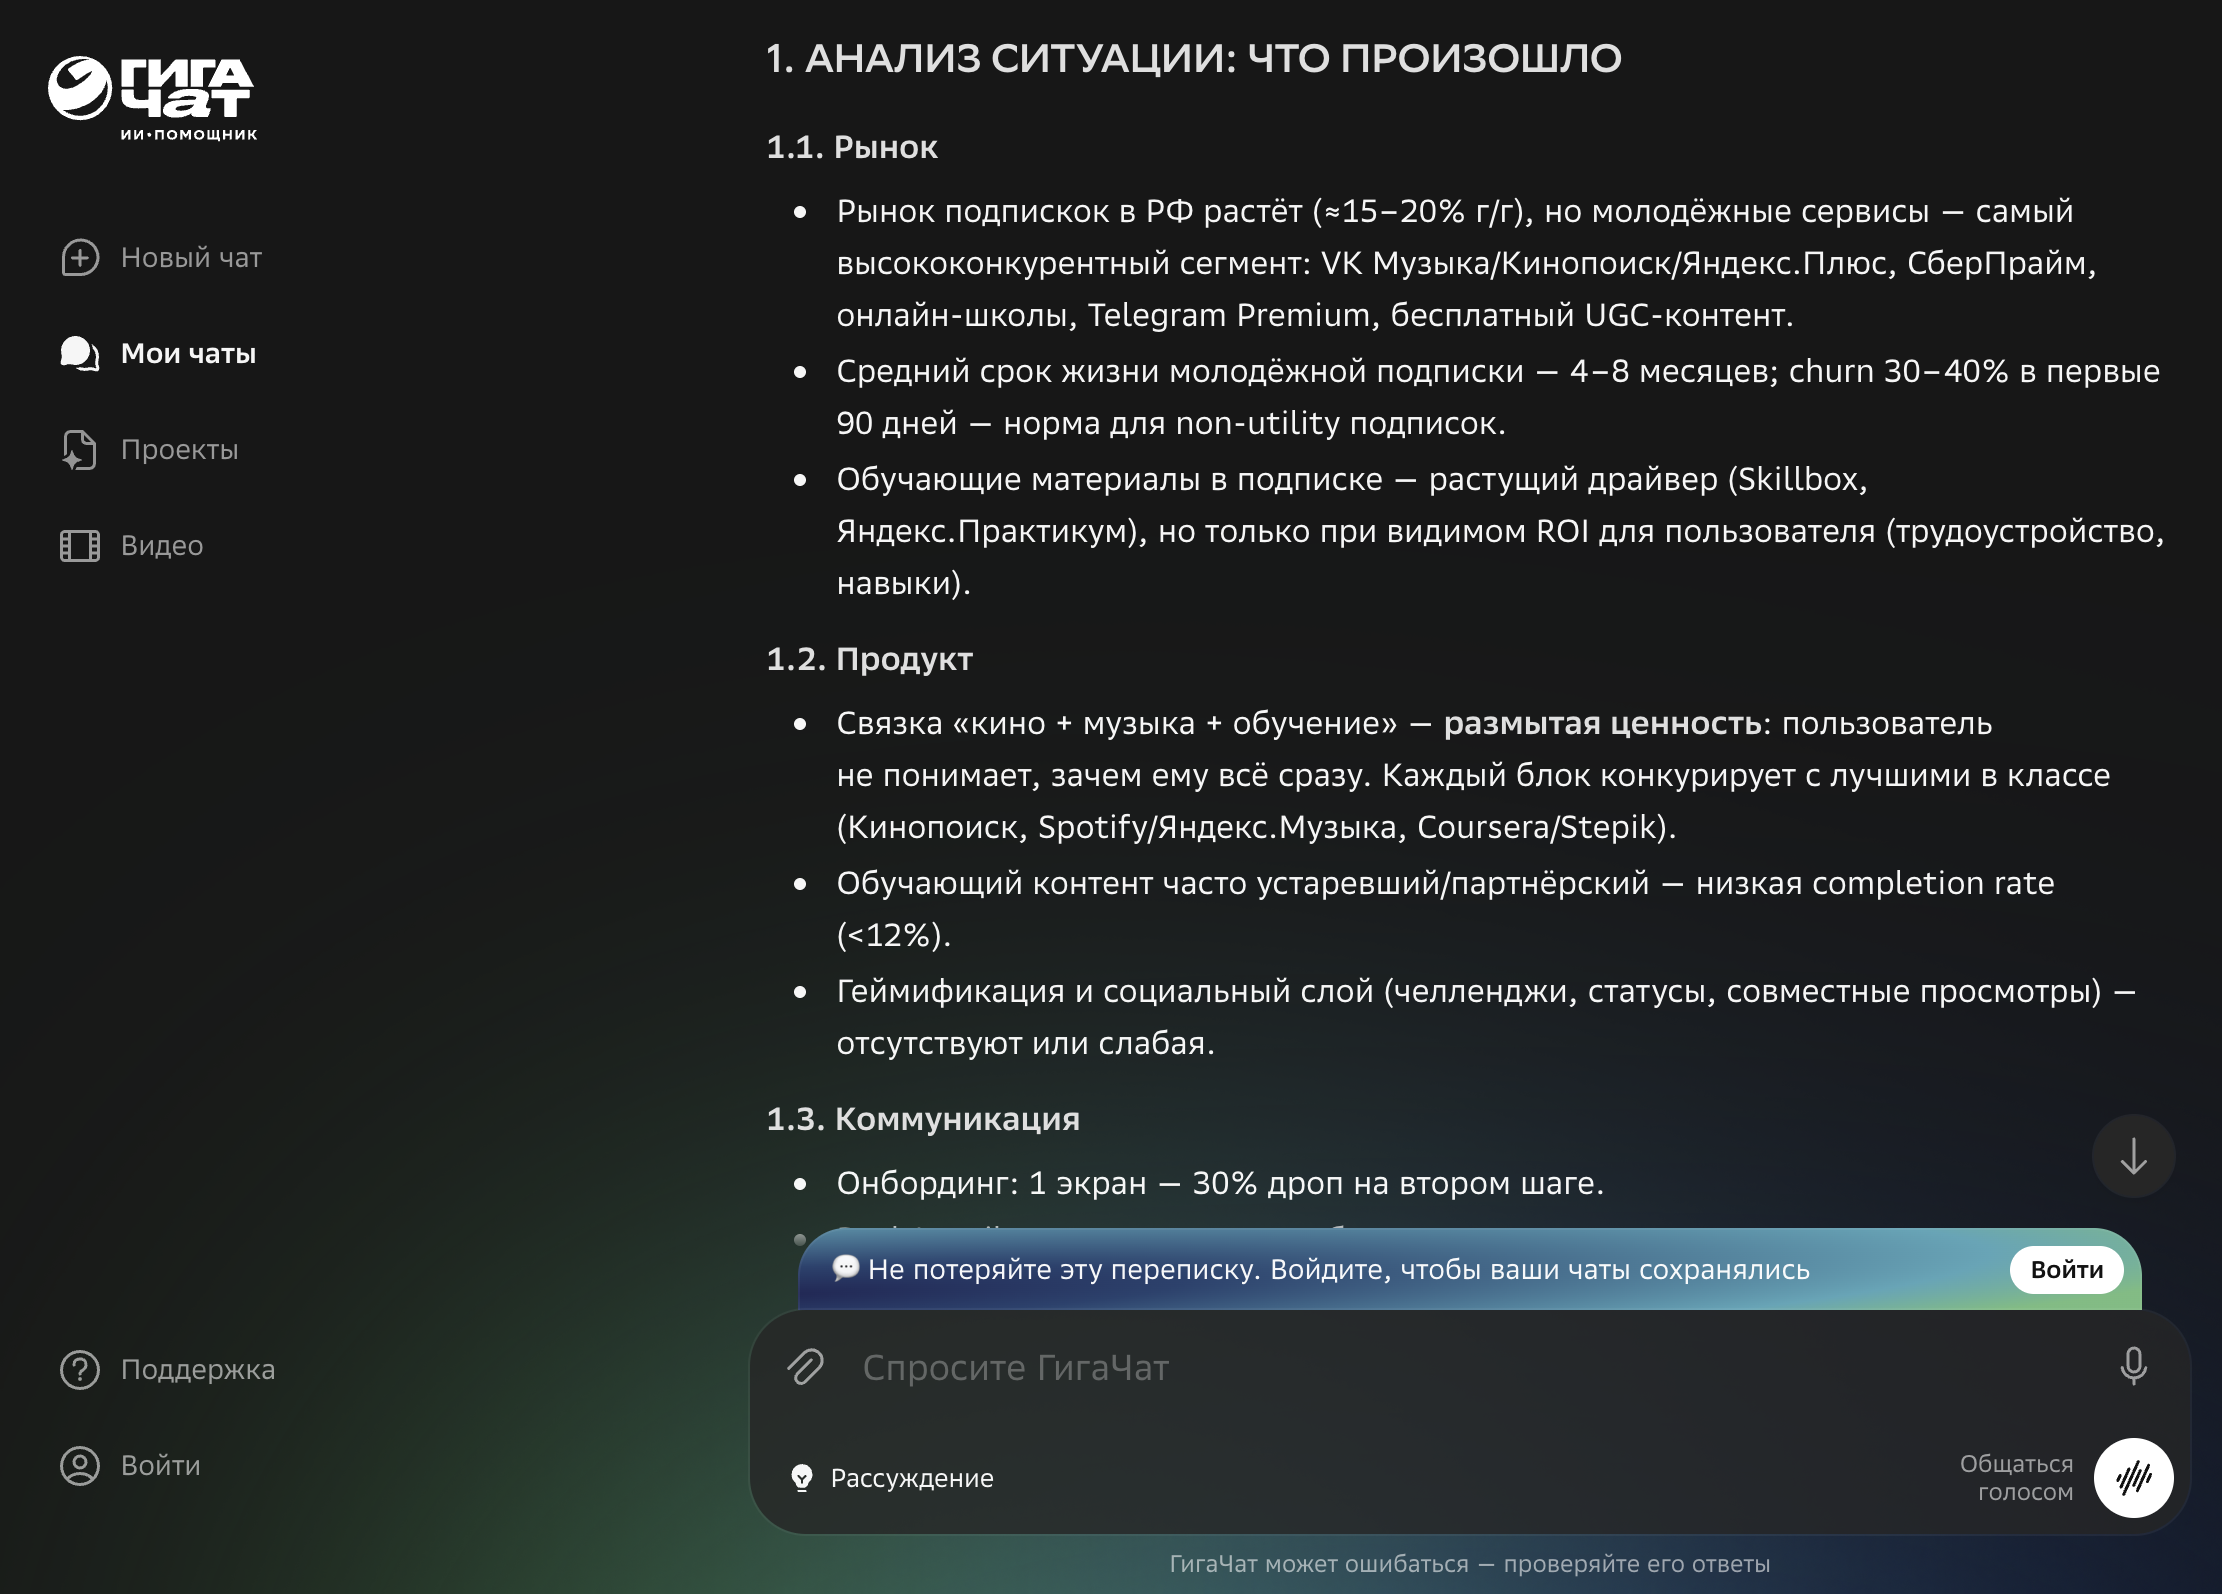 ГИГА
Чат
ИИ•ПОМОЩНИК
Новый чат
Мои чаты
Проекты
Видео
Поддержка
Войти
1. АНАЛИЗ СИТУАЦИИ: ЧТО ПРОИЗОШЛО
1.1. Рынок
Рынок подпискок в РФ растёт (≈15–20% г/г), но молодёжные сервисы — самый
высококонкурентный сегмент: VK Музыка/Кинопоиск/Яндекс.Плюс, СберПрайм,
онлайн-школы, Telegram Premium, бесплатный UGC-контент.
Средний срок жизни молодёжной подписки — 4–8 месяцев; churn 30–40% в первые
90 дней — норма для non-utility подписок.
Обучающие материалы в подписке — растущий драйвер (Skillbox,
Яндекс.Практикум), но только при видимом ROI для пользователя (трудоустройство,
навыки).
1.2. Продукт
Связка «кино + музыка + обучение» — размытая ценность: пользователь
не понимает, зачем ему всё сразу. Каждый блок конкурирует с лучшими в классе
(Кинопоиск, Spotify/Яндекс.Музыка, Coursera/Stepik).
Обучающий контент часто устаревший/партнёрский — низкая completion rate
(<12%).
Геймификация и социальный слой (челленджи, статусы, совместные просмотры) —
отсутствуют или слабая.
1.3. Коммуникация
Онбординг: 1 экран — 30% дроп на втором шаге.
Не потеряйте эту переписку. Войдите, чтобы ваши чаты сохранялись
Войти
Спросите ГигаЧат
Рассуждение
Общаться
голосом
ГигаЧат может ошибаться — проверяйте его ответы